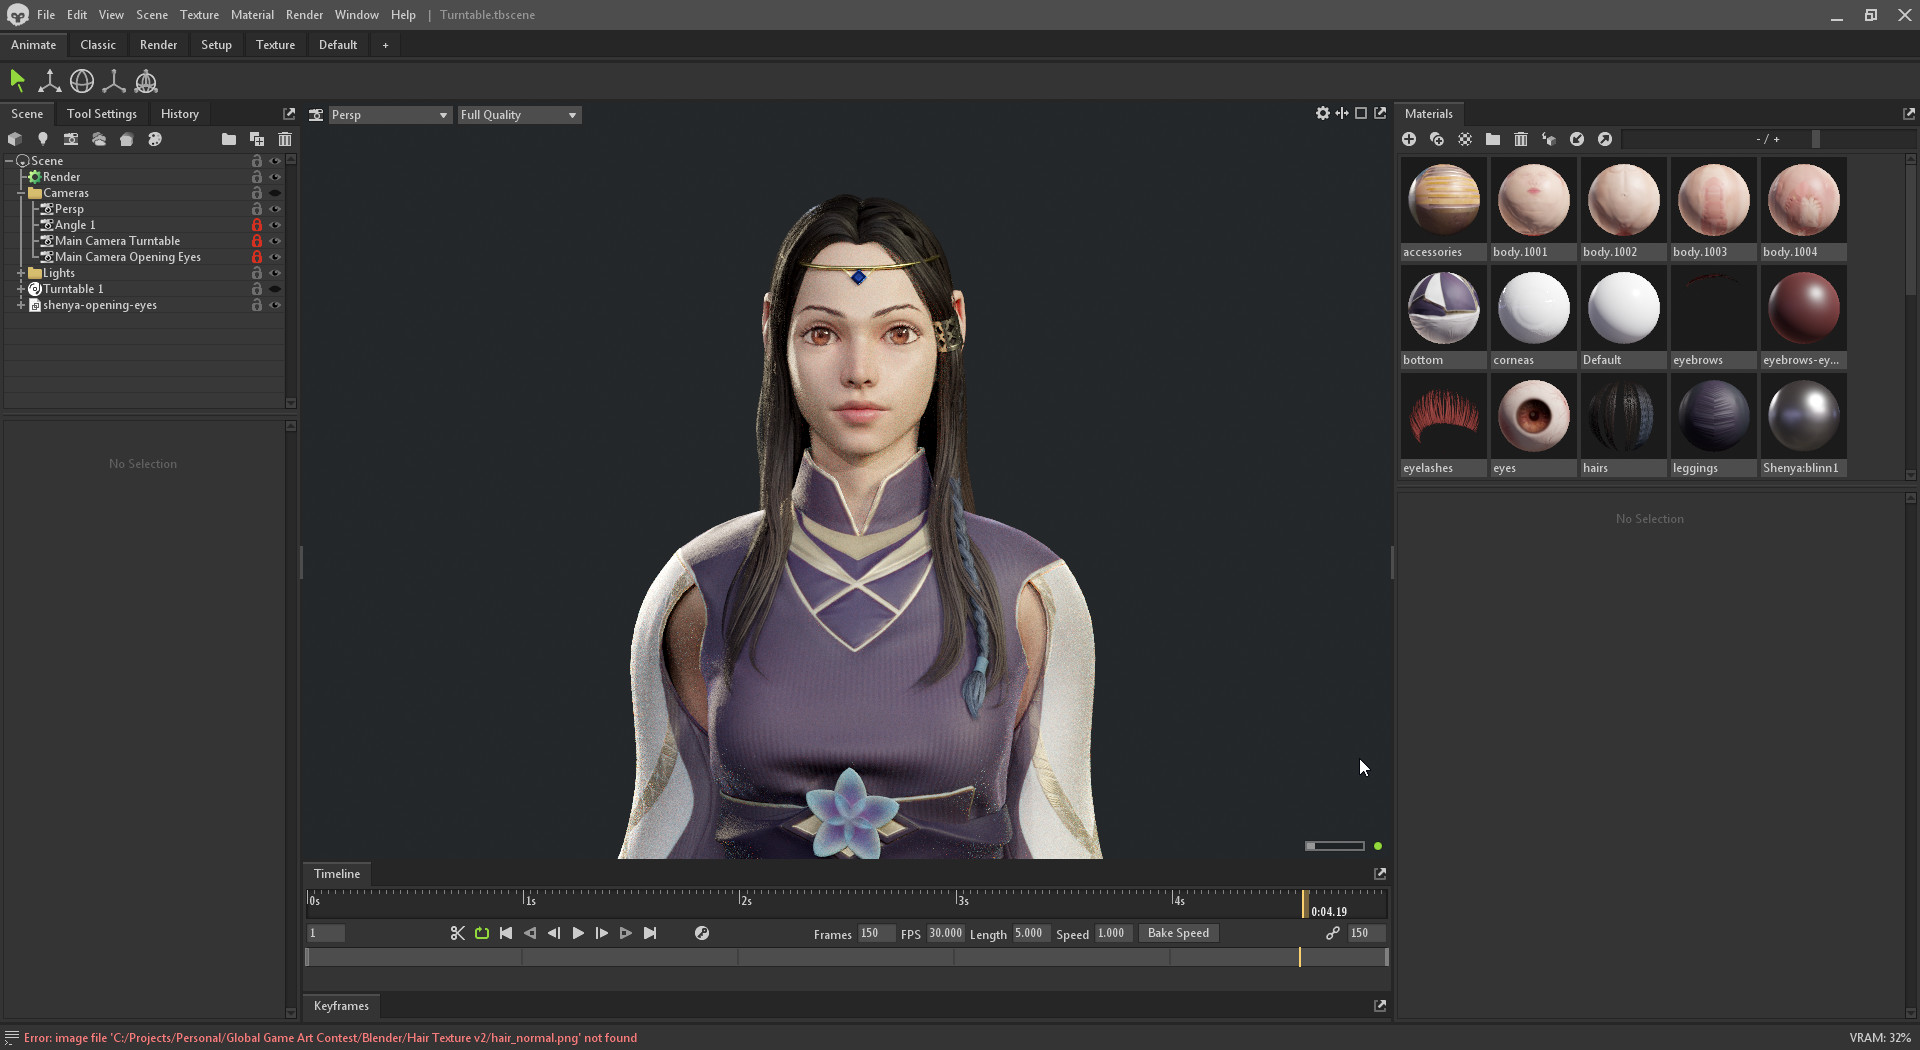 File Edit View Scene Texture Material Render Window Help | Turntable.tbscene
Animate Classic Render Setup Texture Default +
Scene Tool Settings History
Persp Full Quality
Materials
- / +
Scene
Render
Cameras
Persp
Angle 1
Main Camera Turntable
Main Camera Opening Eyes
Lights
Turntable 1
shenya-opening-eyes
No Selection
accessories body.1001 body.1002 body.1003 body.1004
bottom corneas Default eyebrows eyebrows-ey...
eyelashes eyes hairs leggings Shenya:blinn1
No Selection
Timeline
0s 1s 2s 3s 4s
0:04.19
1 Frames 150 FPS 30.000 Length 5.000 Speed 1.000 Bake Speed 150
Keyframes
Error: image file 'C:/Projects/Personal/Global Game Art Contest/Blender/Hair Texture v2/hair_normal.png' not found
VRAM: 32%